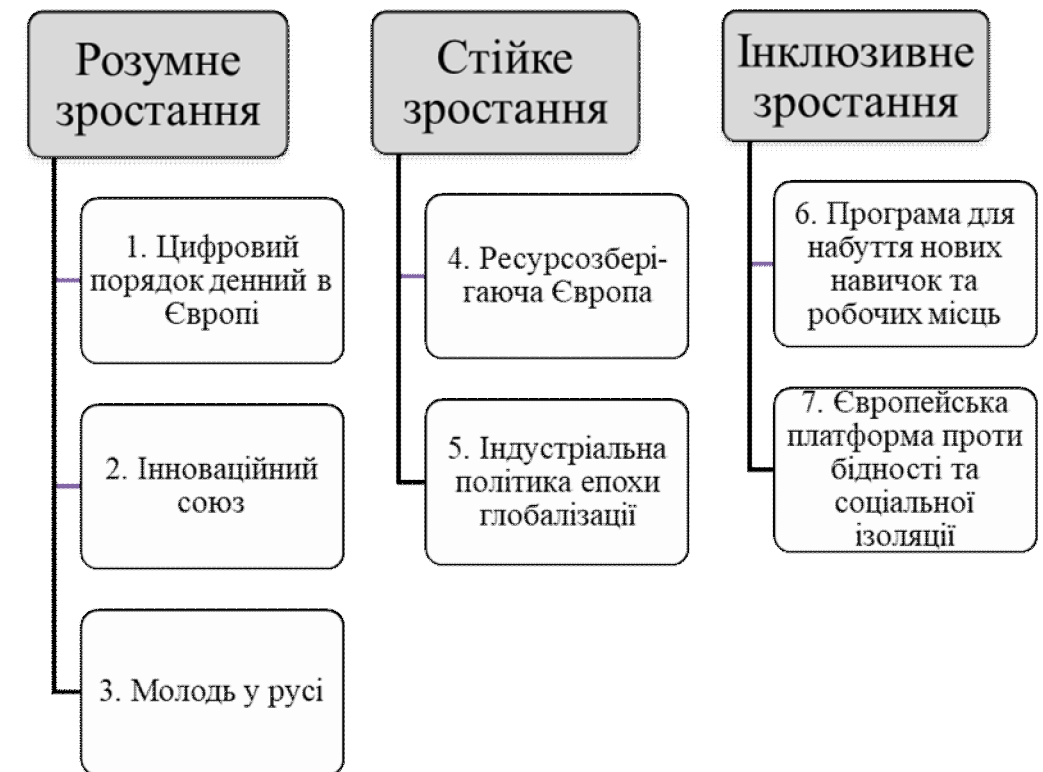 Розумне
зростання
1. Цифровий
порядок денний в
Європі
2. Інноваційний
союз
3. Молодь у русі
Стійке
зростання
4. Ресурсозбері-
гаюча Європа
5. Індустріальна
політика епохи
глобалізації
Інклюзивне
зростання
6. Програма для
набуття нових
навичок та
робочих місць
7. Європейська
платформа проти
бідності та
соціальної
ізоляції